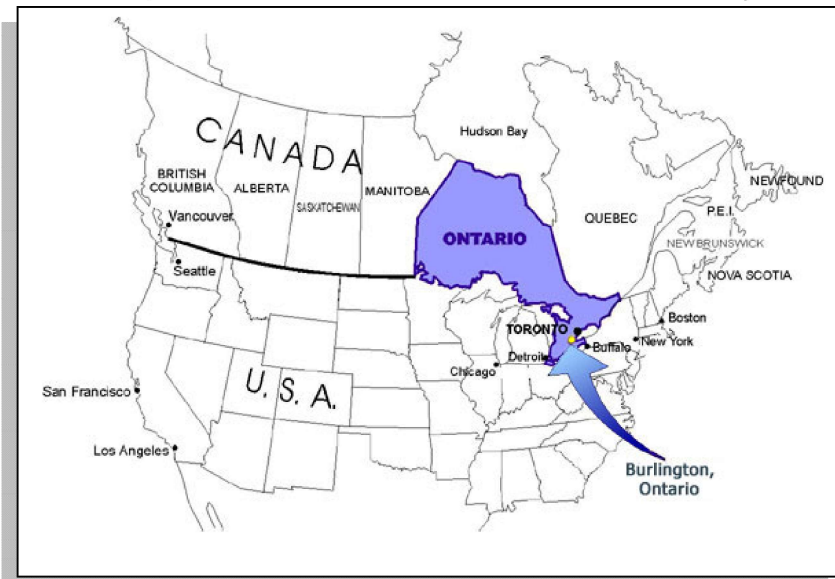 CANADA
Hudson Bay
BRITISH
COLUMBIA
ALBERTA
SASKATCHEWAN
MANITOBA
ONTARIO
QUEBEC
NEWFOUND
P.E.I.
NEW BRUNSWICK
NOVA SCOTIA
Vancouver
Seattle
TORONTO
Boston
Buffalo
New York
Detroit
Chicago
U.S.A.
San Francisco
Los Angeles
Burlington,
Ontario